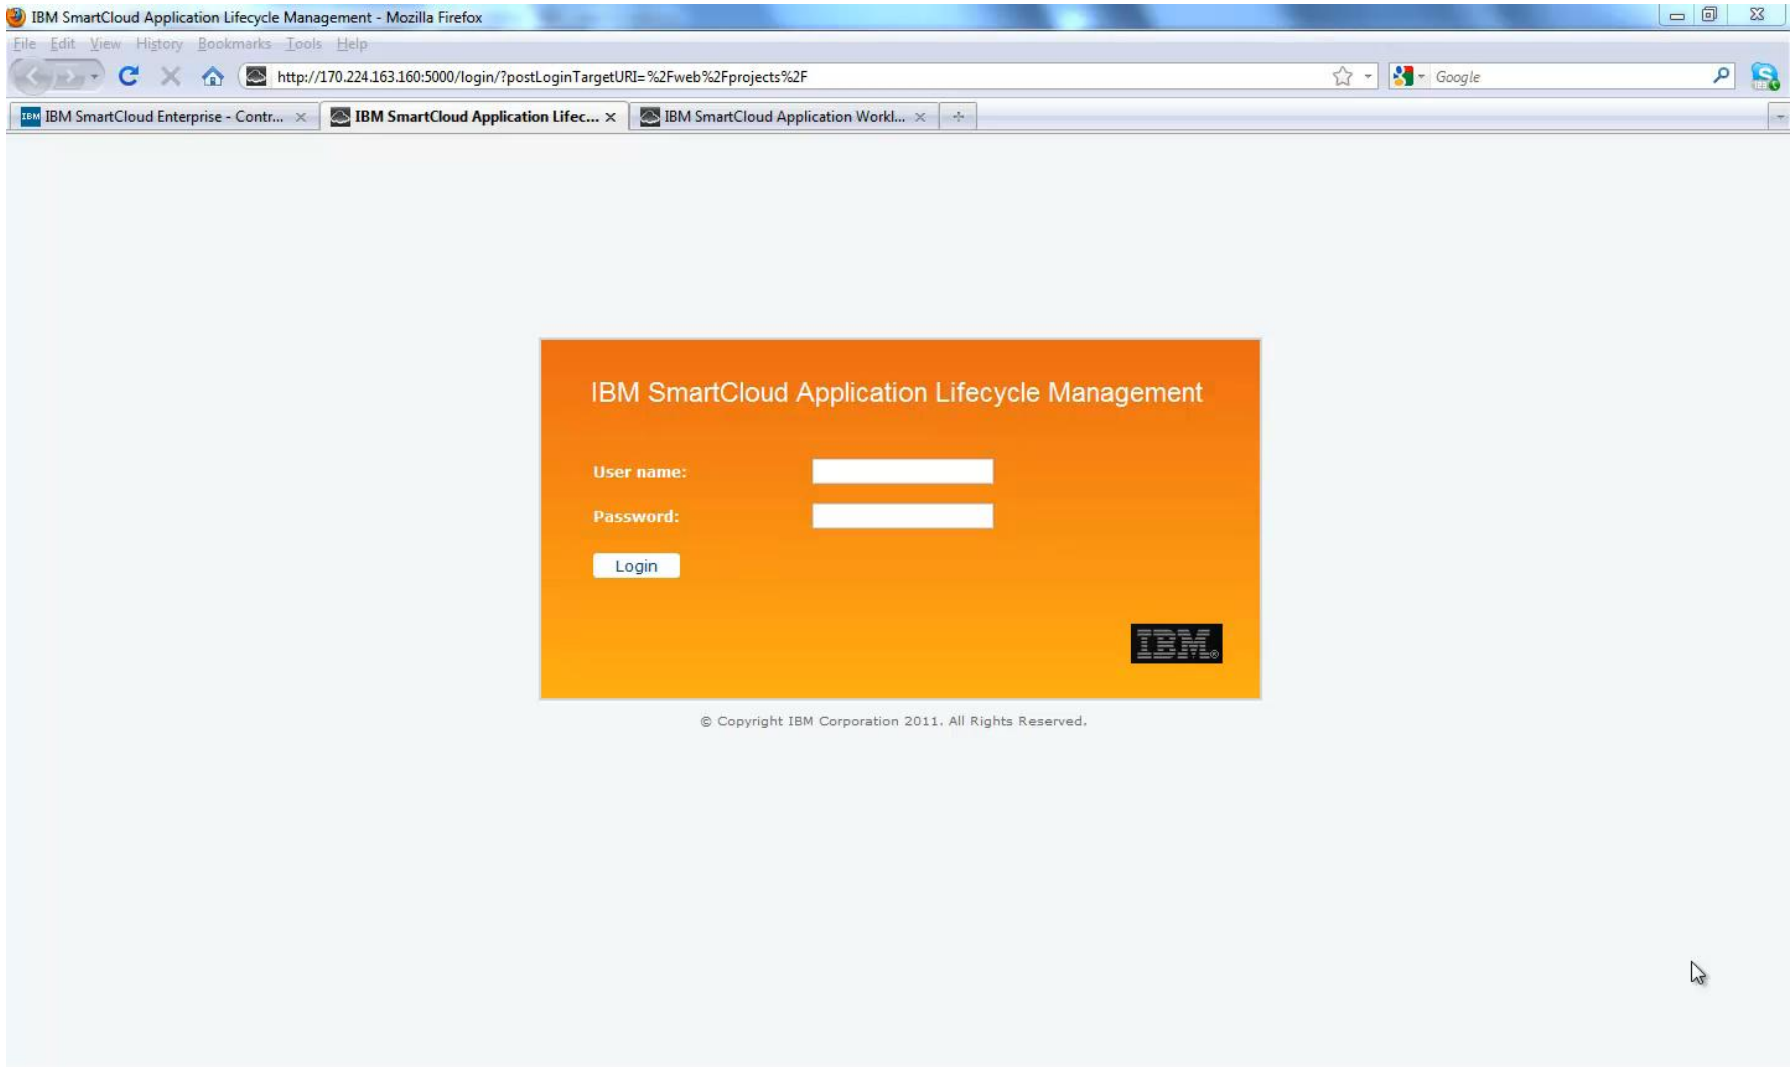 IBM SmartCloud Application Lifecycle Management - Mozilla Firefox
File Edit View History Bookmarks Tools Help
http://170.224.163.160:5000/login/?postLoginTargetURI=%2Fweb%2Fprojects%2F
Google
IBM IBM SmartCloud Enterprise - Contr...
IBM SmartCloud Application Lifec...
IBM SmartCloud Application Workl...
IBM SmartCloud Application Lifecycle Management
User name:
Password:
Login
IBM®
© Copyright IBM Corporation 2011. All Rights Reserved.